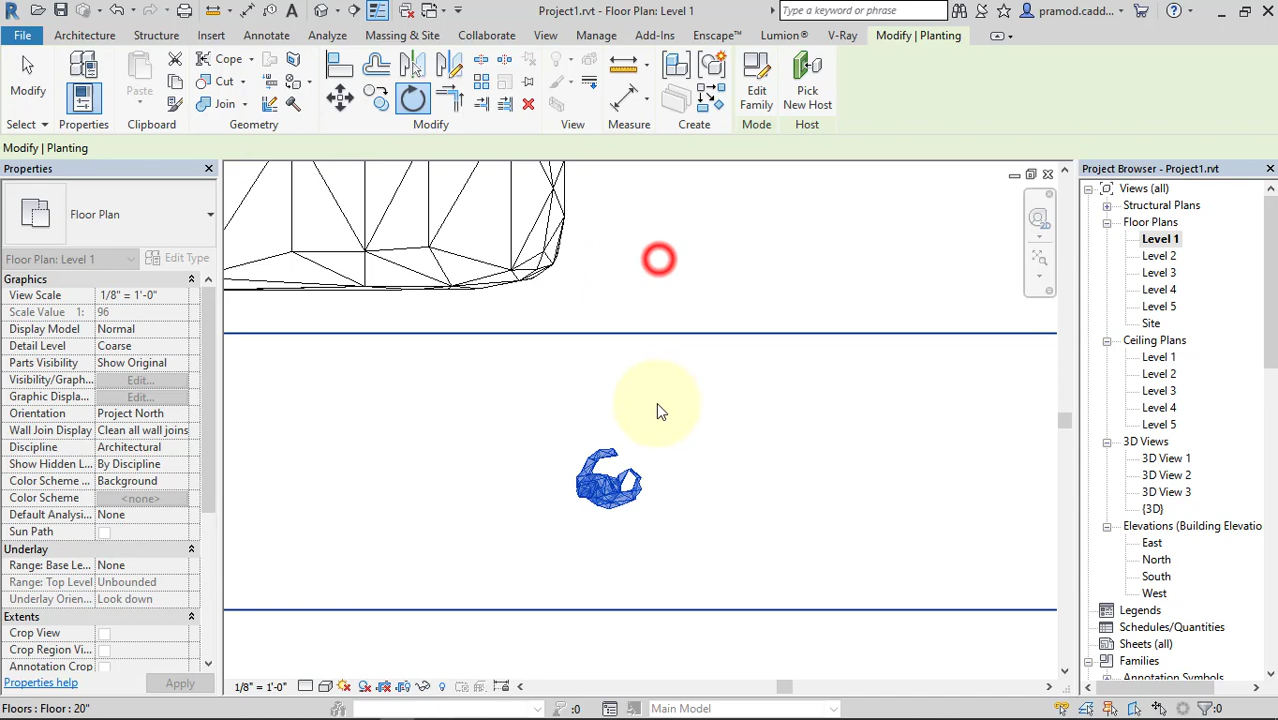 Project1.rvt - Floor Plan: Level 1
Type a keyword or phrase
pramod.cadd...
File
Architecture
Structure
Insert
Annotate
Analyze
Massing & Site
Collaborate
View
Manage
Add-Ins
Enscape™
Lumion®
V-Ray
Modify | Planting
Modify
Paste
Cope
Cut
Join
Edit Family
Pick New Host
Select
Properties
Clipboard
Geometry
Modify
View
Measure
Create
Mode
Host
Modify | Planting
Properties
Floor Plan
Floor Plan: Level 1
Edit Type
Graphics
View Scale 1/8" = 1'-0"
Scale Value 1: 96
Display Model Normal
Detail Level Coarse
Parts Visibility Show Original
Visibility/Graph... Edit...
Graphic Displa... Edit...
Orientation Project North
Wall Join Display Clean all wall joins
Discipline Architectural
Show Hidden L... By Discipline
Color Scheme ... Background
Color Scheme <none>
Default Analysi... None
Sun Path
Underlay
Range: Base Le... None
Range: Top Level Unbounded
Underlay Orien... Look down
Extents
Crop View
Crop Region Vi...
Annotation Crop
Properties help
Apply
Project Browser - Project1.rvt
Views (all)
Structural Plans
Floor Plans
Level 1
Level 2
Level 3
Level 4
Level 5
Site
Ceiling Plans
Level 1
Level 2
Level 3
Level 4
Level 5
3D Views
3D View 1
3D View 2
3D View 3
{3D}
Elevations (Building Elevatio
East
North
South
West
Legends
Schedules/Quantities
Sheets (all)
Families
Annotation Symbols
1/8" = 1'-0"
Floors : Floor : 20"
:0
Main Model
:0